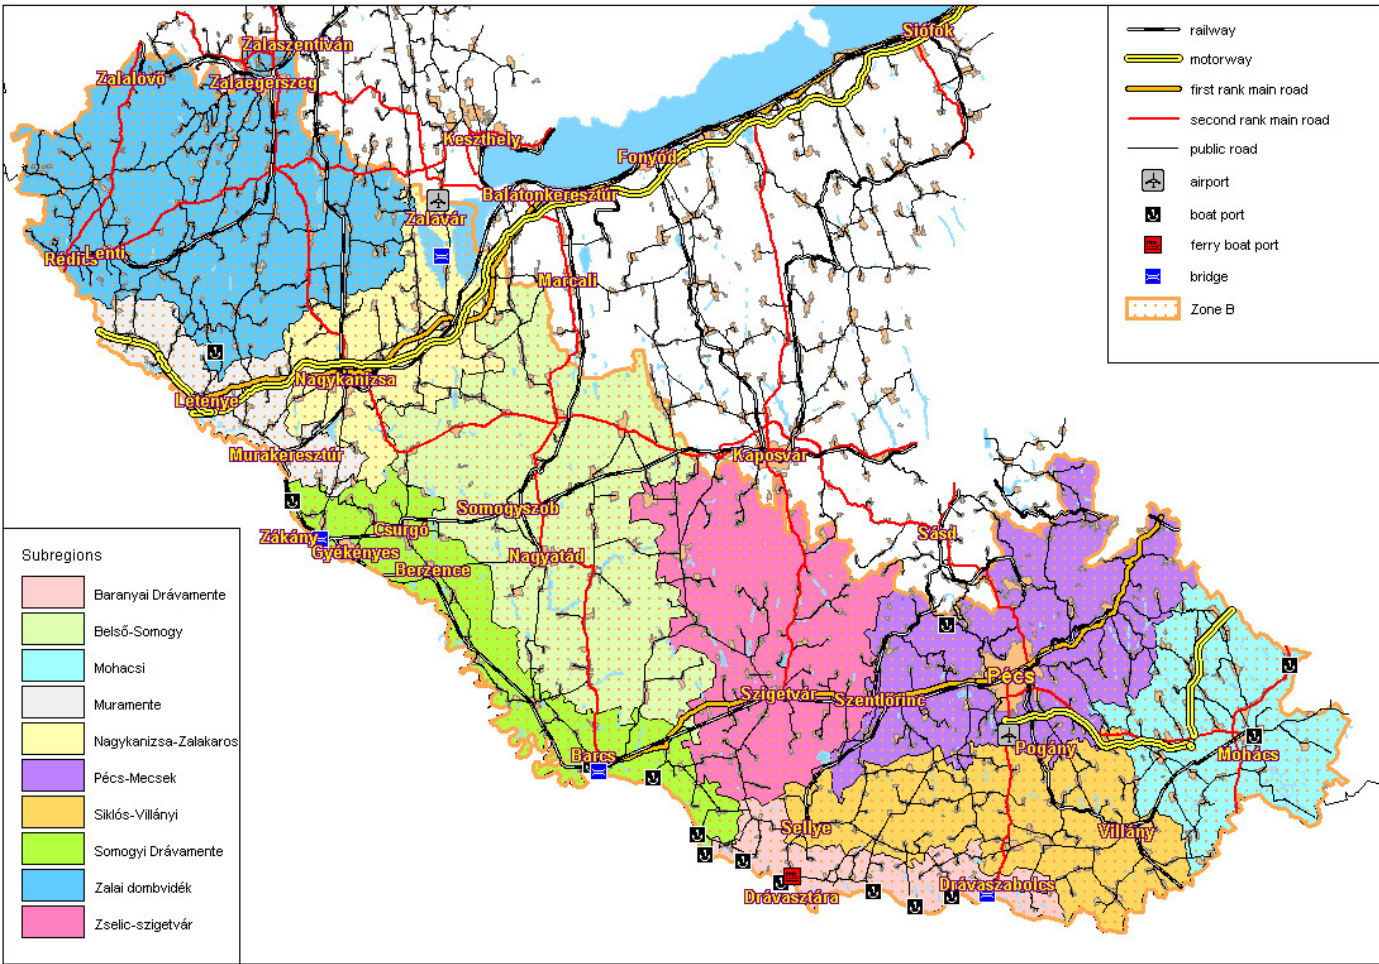 Siófok
Zalaszentiván
Zalalövő
Zalaegerszeg
Keszthely
Fonyód
Balatonkeresztúr
Zalavár
Rédics
Lenti
Marcali
Nagykanizsa
Letenye
Murakeresztúr
Kaposvár
Somogyszob
Zákány
Csurgó
Gyékényes
Nagyatád
Berzence
Sásd
Pécs
Szigetvár
Szentlőrinc
Barcs
Pogány
Mohács
Sellye
Villány
Drávasztára
Drávaszabolcs
railway
motorway
first rank main road
second rank main road
public road
airport
boat port
ferry boat port
bridge
Zone B
Subregions
Baranyai Drávamente
Belső-Somogy
Mohacsi
Muramente
Nagykanizsa-Zalakaros
Pécs-Mecsek
Siklós-Villányi
Somogyi Drávamente
Zalai dombvidék
Zselic-szigetvár